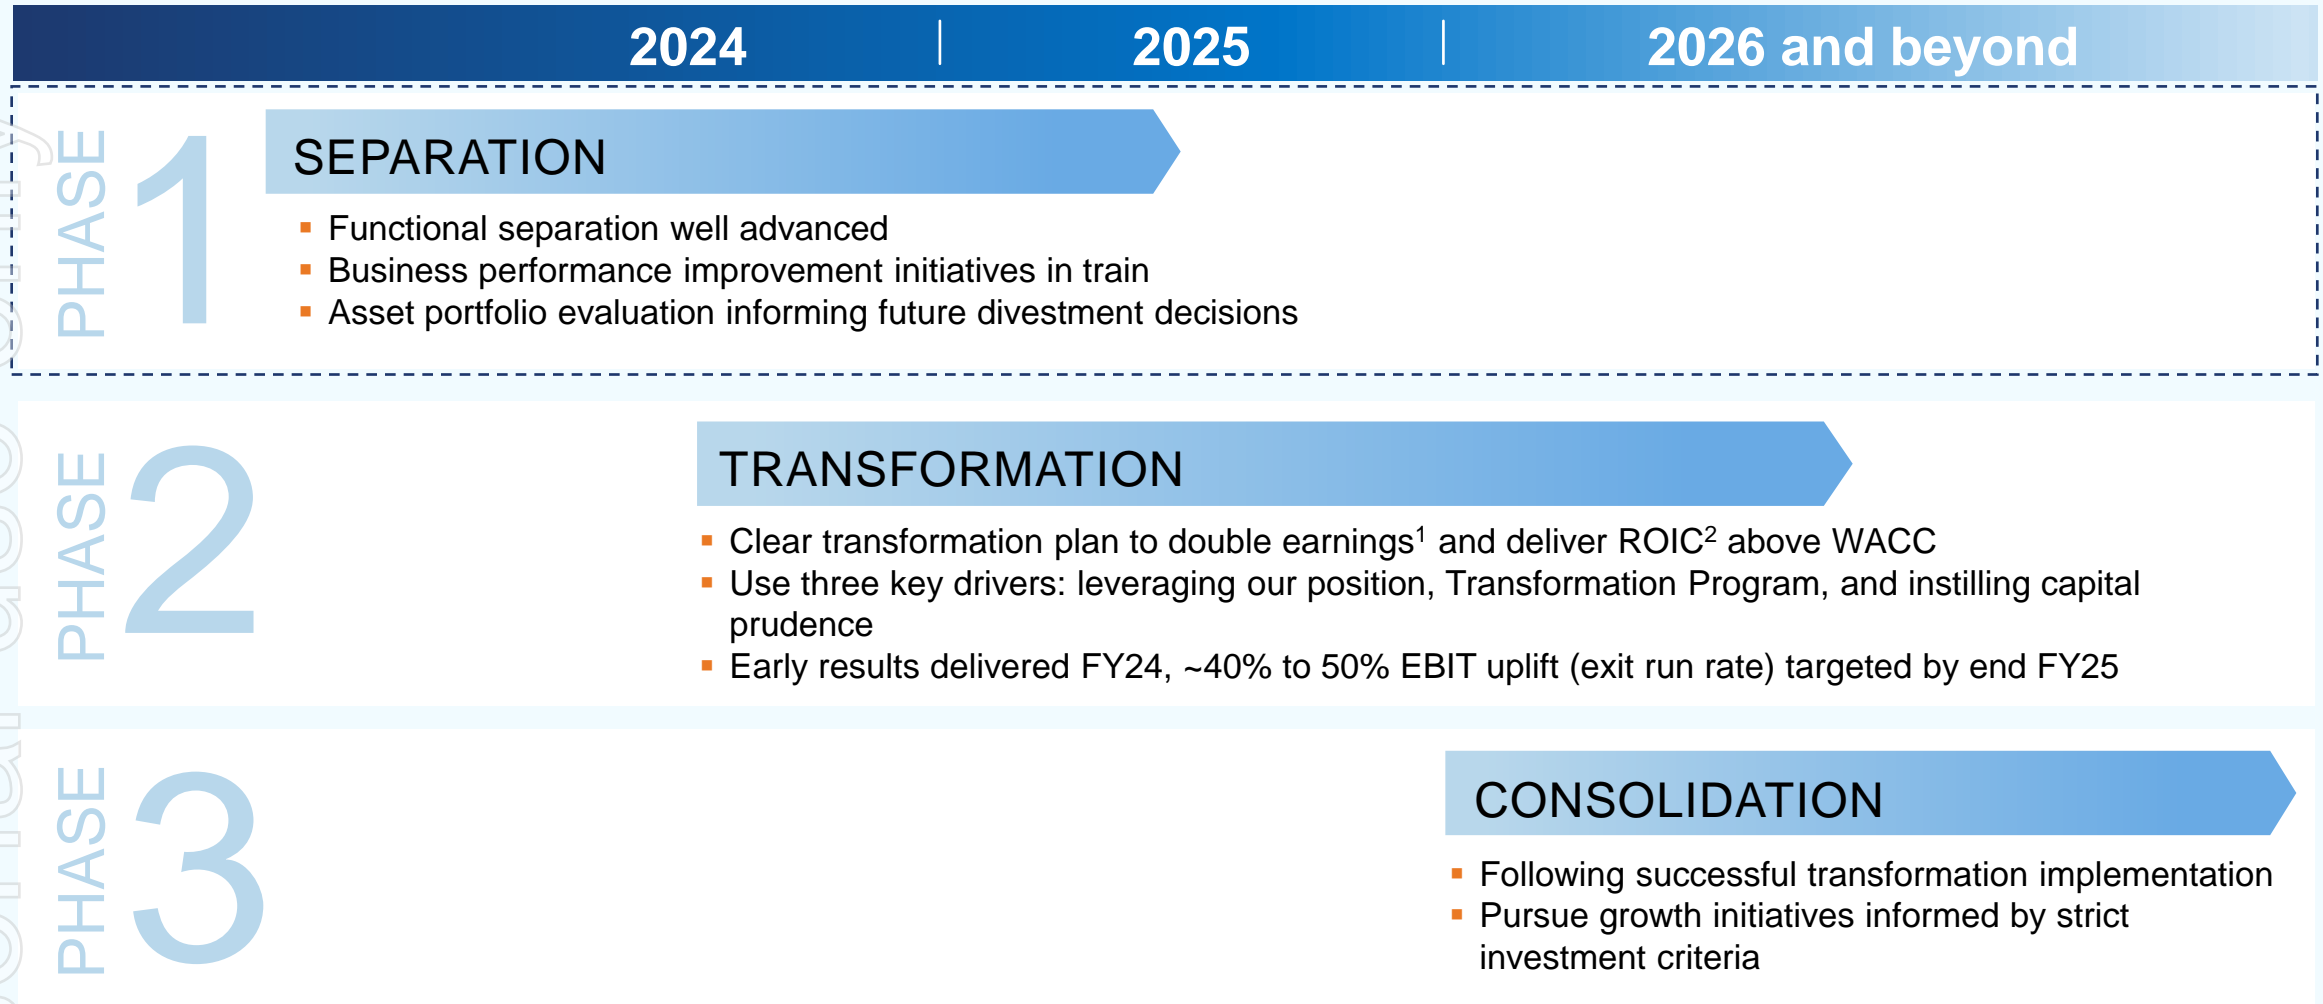 2024 2025 2026 and beyond
PHASE 1
SEPARATION
▪ Functional separation well advanced
▪ Business performance improvement initiatives in train
▪ Asset portfolio evaluation informing future divestment decisions
PHASE 2
TRANSFORMATION
▪ Clear transformation plan to double earnings¹ and deliver ROIC² above WACC
▪ Use three key drivers: leveraging our position, Transformation Program, and instilling capital
prudence
▪ Early results delivered FY24, ~40% to 50% EBIT uplift (exit run rate) targeted by end FY25
PHASE 3
CONSOLIDATION
▪ Following successful transformation implementation
▪ Pursue growth initiatives informed by strict
investment criteria